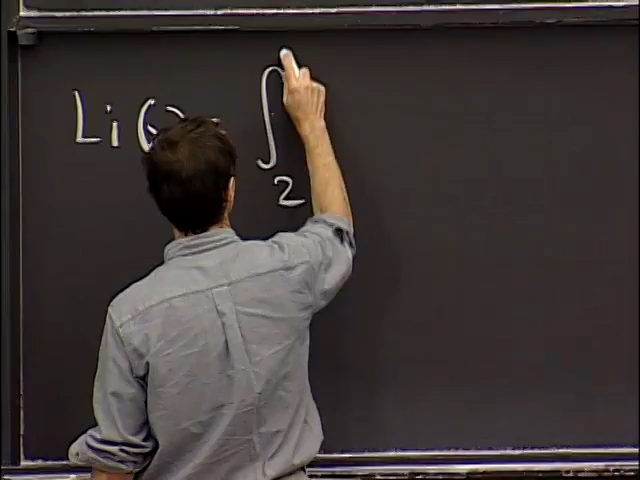 Li( = ∫ 2